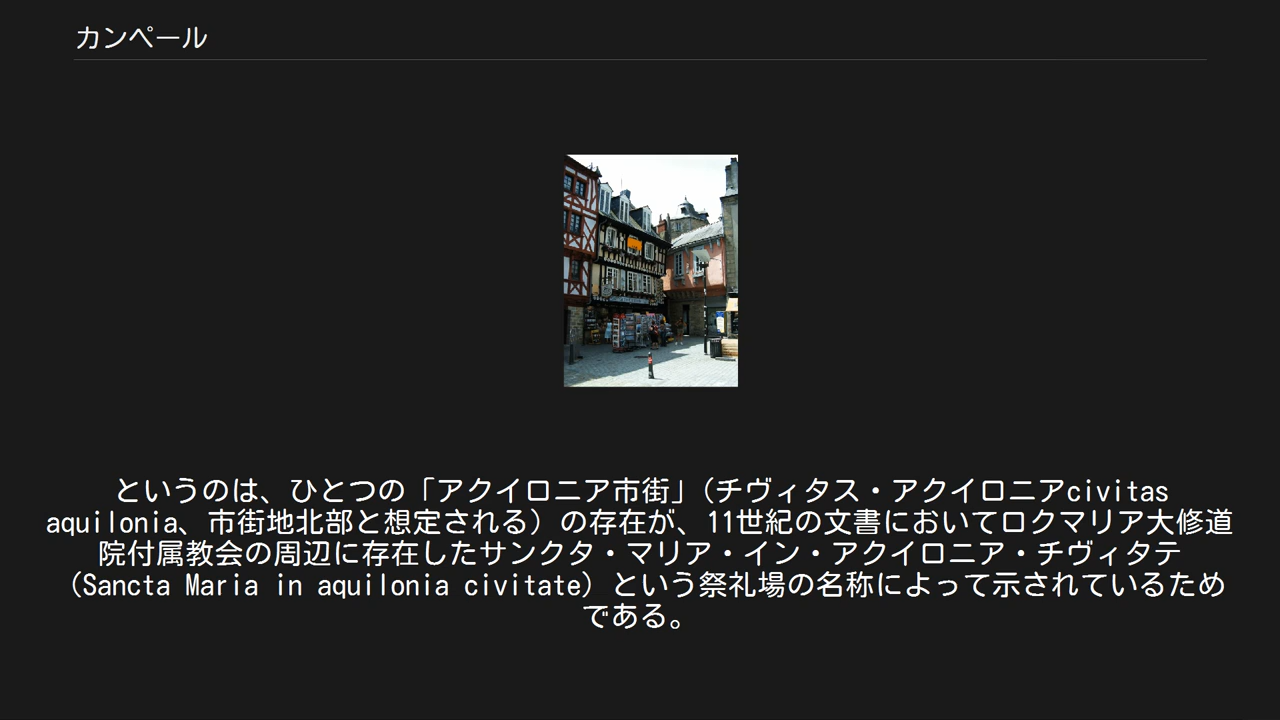 カンペール
というのは、ひとつの「アクイロニア市街」（チヴィタス・アクイロニアcivitas
aquilonia、市街地北部と想定される）の存在が、11世紀の文書においてロクマリア大修道
院付属教会の周辺に存在したサンクタ・マリア・イン・アクイロニア・チヴィタテ
（Sancta Maria in aquilonia civitate）という祭礼場の名称によって示されているため
である。